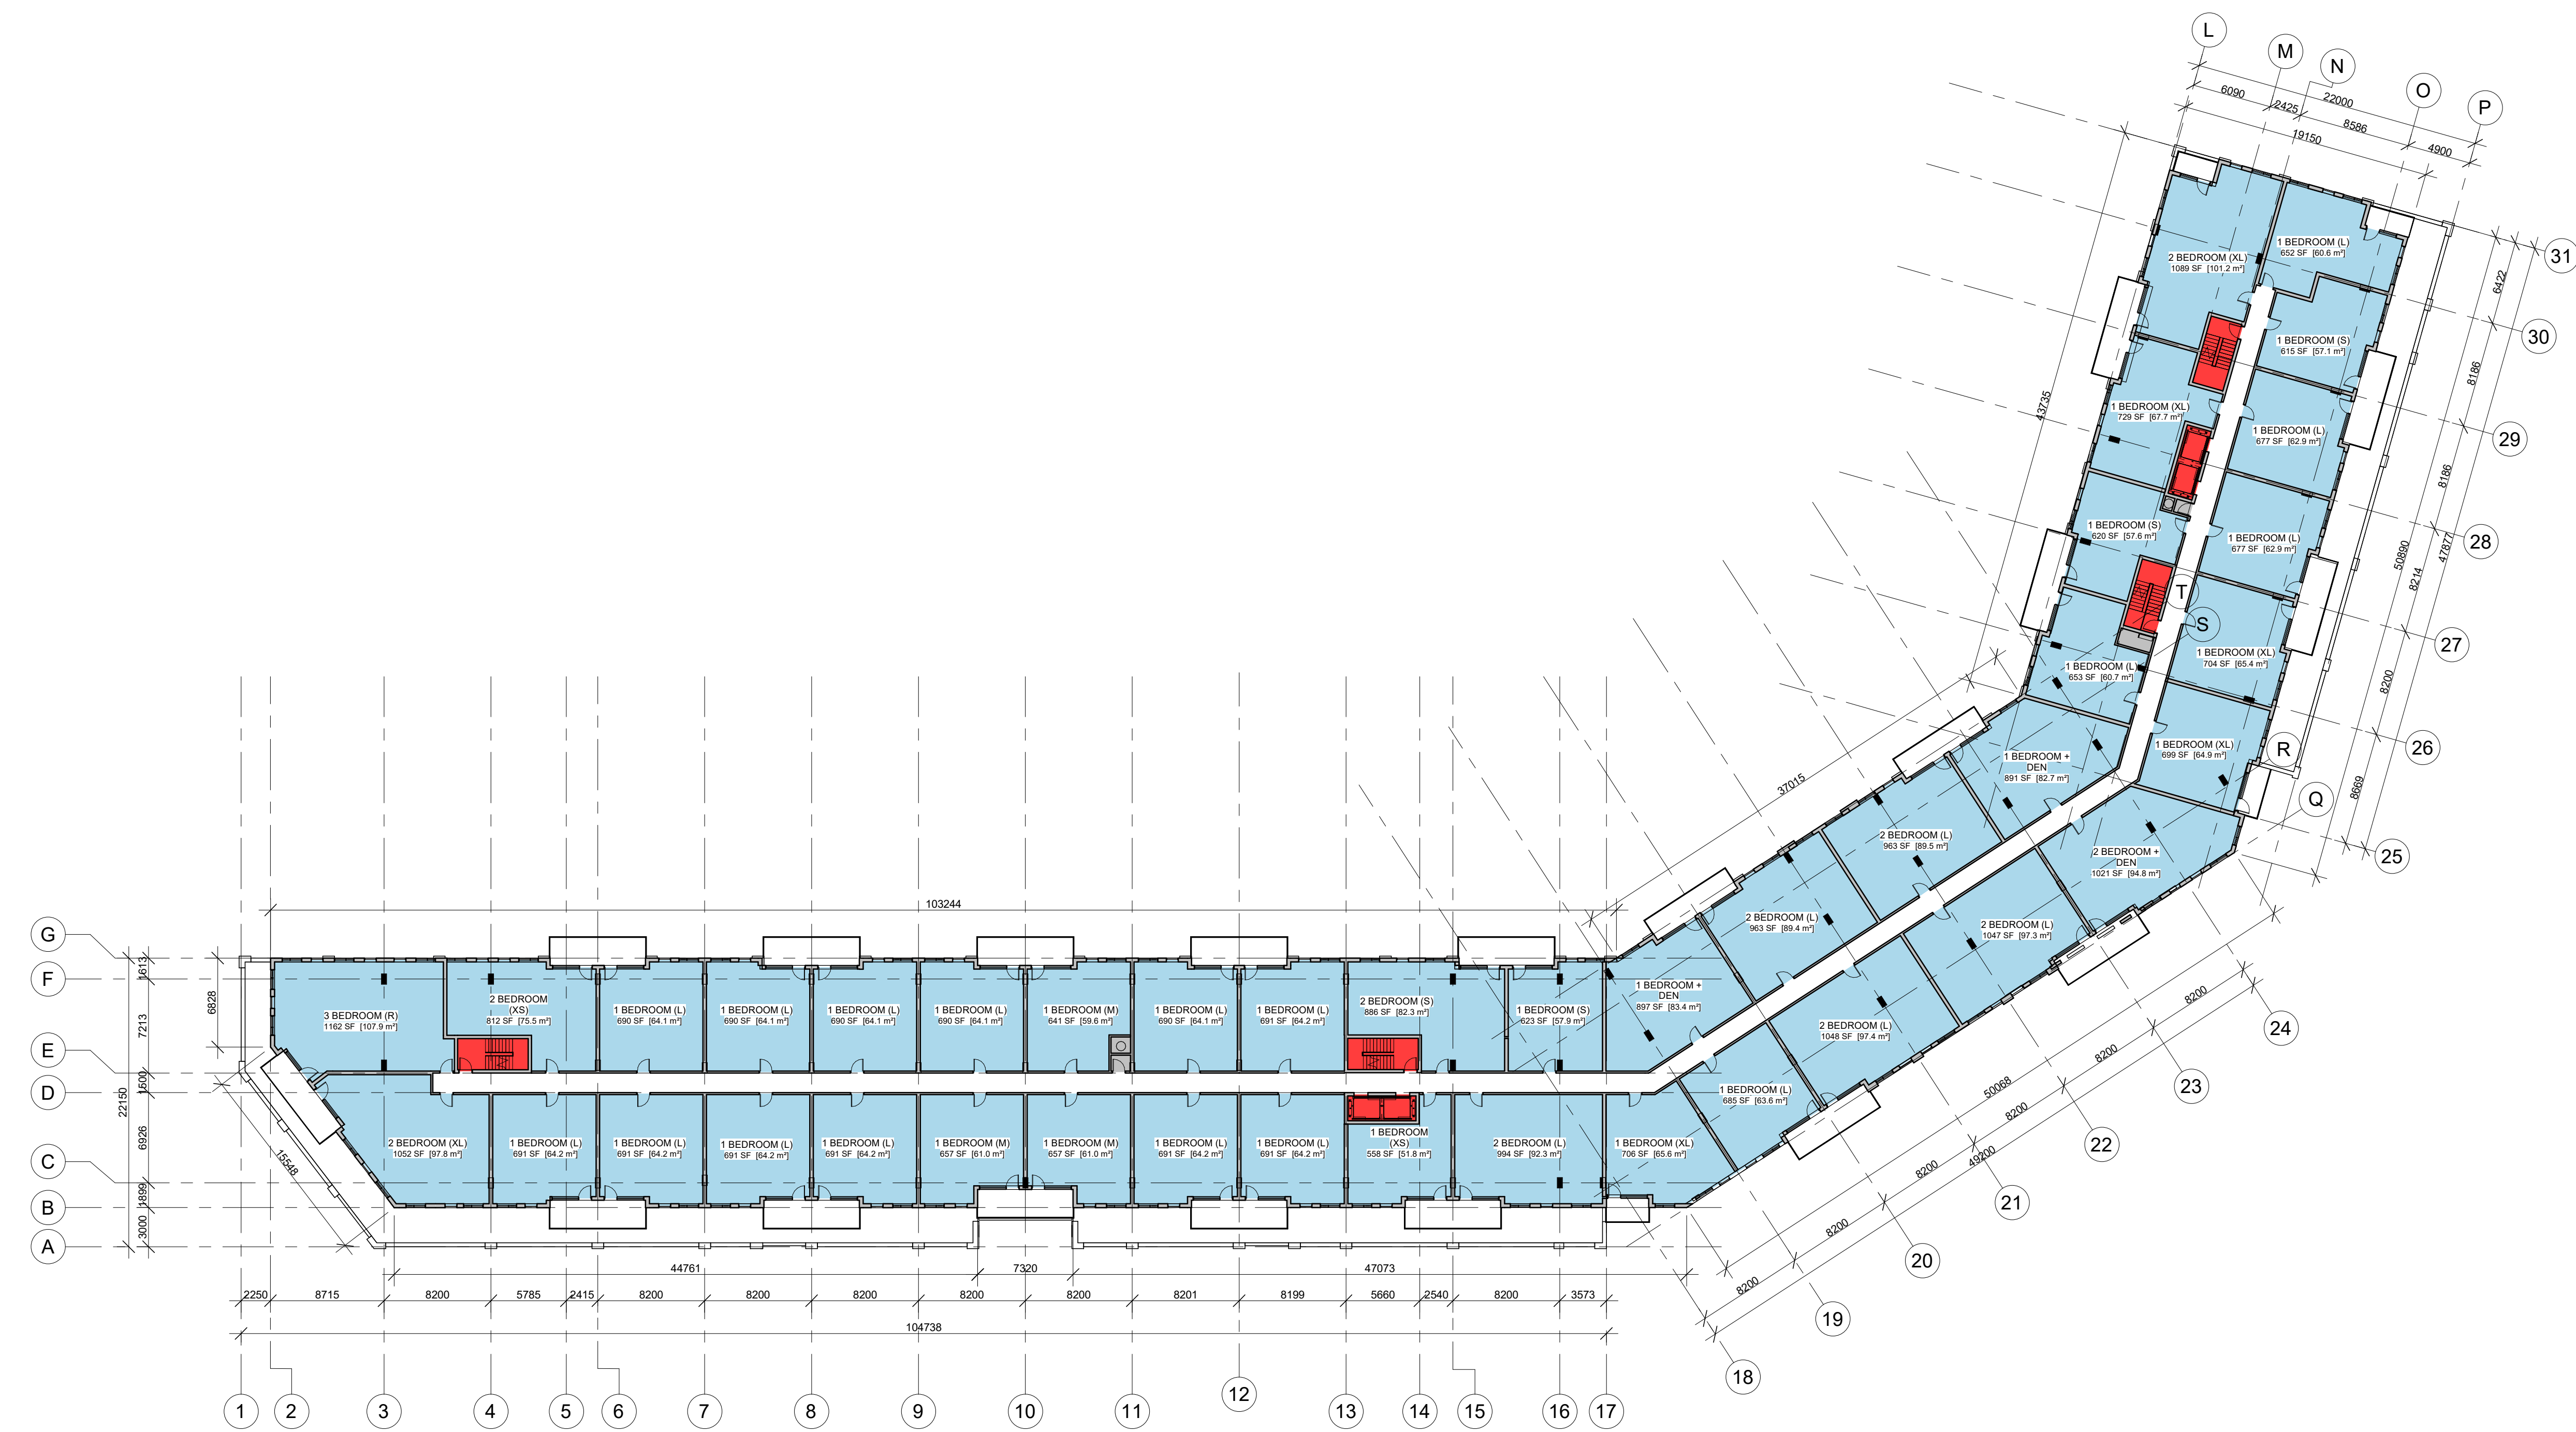 L
M
N
O
P
6090
2425
22000
8586
19150
4900
31
30
29
28
27
26
25
6422
8186
8186
8214
8200
8669
50890
47877
43735
2 BEDROOM (XL)
1089 SF [101.2 m²]
1 BEDROOM (L)
652 SF [60.6 m²]
1 BEDROOM (S)
615 SF [57.1 m²]
1 BEDROOM (XL)
729 SF [67.7 m²]
1 BEDROOM (L)
677 SF [62.9 m²]
1 BEDROOM (S)
620 SF [57.6 m²]
1 BEDROOM (L)
677 SF [62.9 m²]
T
S
1 BEDROOM (L)
653 SF [60.7 m²]
1 BEDROOM (XL)
704 SF [65.4 m²]
1 BEDROOM (XL)
699 SF [64.9 m²]
R
Q
1 BEDROOM +
DEN
891 SF [82.7 m²]
2 BEDROOM +
DEN
1021 SF [94.8 m²]
37015
2 BEDROOM (L)
963 SF [89.5 m²]
2 BEDROOM (L)
963 SF [89.4 m²]
2 BEDROOM (L)
1047 SF [97.3 m²]
2 BEDROOM (L)
1048 SF [97.4 m²]
1 BEDROOM +
DEN
897 SF [83.4 m²]
1 BEDROOM (L)
685 SF [63.6 m²]
1 BEDROOM (XL)
706 SF [65.6 m²]
103244
G
F
E
D
C
B
A
1613
7213
1500
6926
1899
3000
22150
6828
15548
3 BEDROOM (R)
1162 SF [107.9 m²]
2 BEDROOM
(XS)
812 SF [75.5 m²]
1 BEDROOM (L)
690 SF [64.1 m²]
1 BEDROOM (L)
690 SF [64.1 m²]
1 BEDROOM (L)
690 SF [64.1 m²]
1 BEDROOM (L)
690 SF [64.1 m²]
1 BEDROOM (M)
641 SF [59.6 m²]
1 BEDROOM (L)
690 SF [64.1 m²]
1 BEDROOM (L)
691 SF [64.2 m²]
2 BEDROOM (S)
886 SF [82.3 m²]
1 BEDROOM (S)
623 SF [57.9 m²]
2 BEDROOM (XL)
1052 SF [97.8 m²]
1 BEDROOM (L)
691 SF [64.2 m²]
1 BEDROOM (L)
691 SF [64.2 m²]
1 BEDROOM (L)
691 SF [64.2 m²]
1 BEDROOM (L)
691 SF [64.2 m²]
1 BEDROOM (M)
657 SF [61.0 m²]
1 BEDROOM (M)
657 SF [61.0 m²]
1 BEDROOM (L)
691 SF [64.2 m²]
1 BEDROOM (L)
691 SF [64.2 m²]
1 BEDROOM
(XS)
558 SF [51.8 m²]
2 BEDROOM (L)
994 SF [92.3 m²]
44761
7320
47073
2250
8715
8200
5785
2415
8200
8200
8200
8200
8200
8201
8199
5660
2540
8200
3573
104738
8200
8200
8200
8200
8200
8200
50068
49200
1
2
3
4
5
6
7
8
9
10
11
12
13
14
15
16
17
18
19
20
21
22
23
24